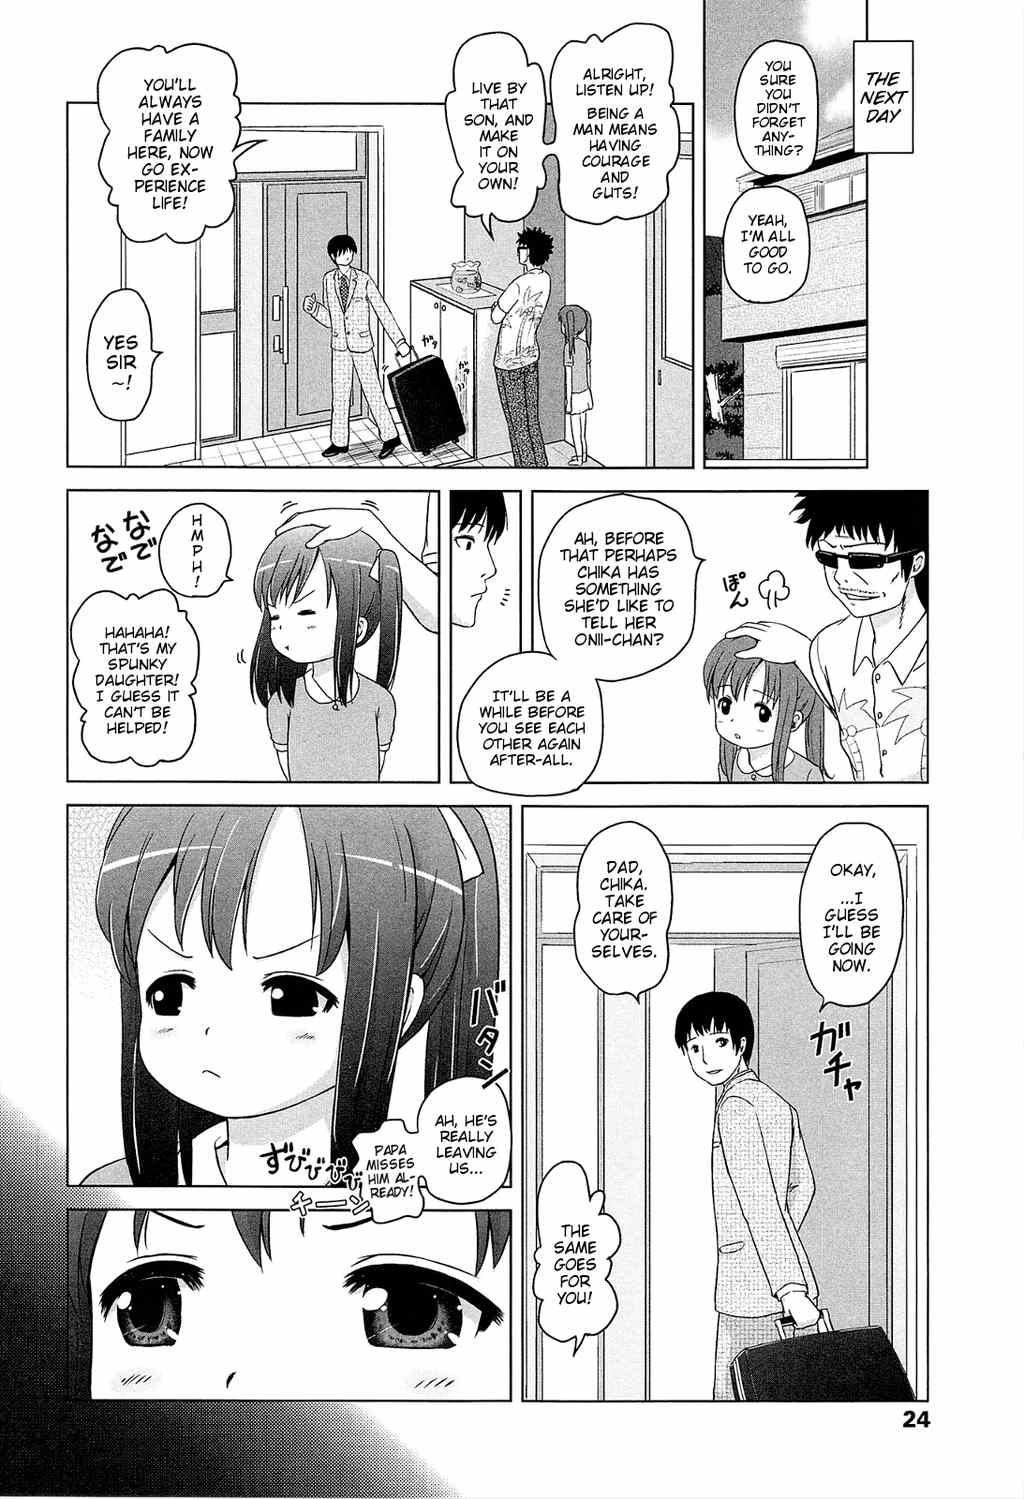 THE
NEXT
DAY
YOU
SURE
YOU
DIDN'T
FORGET
ANY-
THING?
YEAH,
I'M ALL
GOOD
TO GO.
ALRIGHT,
LISTEN UP!
BEING A
MAN MEANS
HAVING
COURAGE
AND
GUTS!
LIVE BY
THAT
SON, AND
MAKE
IT ON
YOUR
OWN!
YOU'LL
ALWAYS
HAVE A
FAMILY
HERE, NOW
GO EX-
PERIENCE
LIFE!
ガタ
ガタ
YES
SIR
~!
AH, BEFORE
THAT PERHAPS
CHIKA HAS
SOMETHING
SHE'D LIKE TO
TELL HER
ONII-CHAN?
ぽん
IT'LL BE A
WHILE BEFORE
YOU SEE EACH
OTHER AGAIN
AFTER-ALL.
なで
なで
HMPH!
HAHAHA!
THAT'S MY
SPUNKY
DAUGHTER!
I GUESS IT
CAN'T BE
HELPED!
OKAY,
...I
GUESS
I'LL BE
GOING
NOW.
DAD,
CHIKA.
TAKE
CARE OF
YOUR-
SELVES.
ガチャ
THE
SAME
GOES
FOR
YOU!
バタン
AH, HE'S
REALLY
LEAVING
US...
PAPA
MISSES
HIM AL-
READY!
ずびびびび
チーン
24